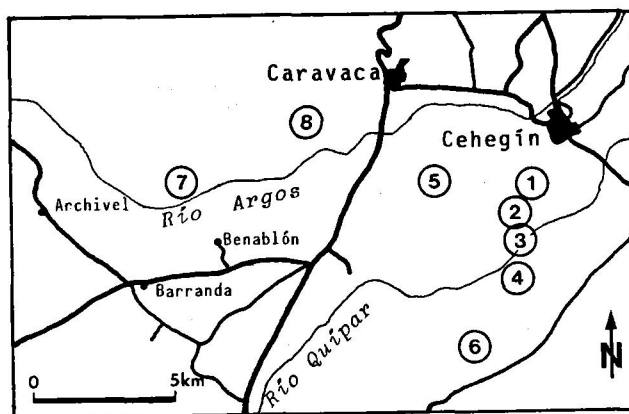 Caravaca
8
Cehegín
7
5
1
Archivel
Río Argos
2
Benablón
3
4
Barranda
Río Quípar
6
N
0 5km